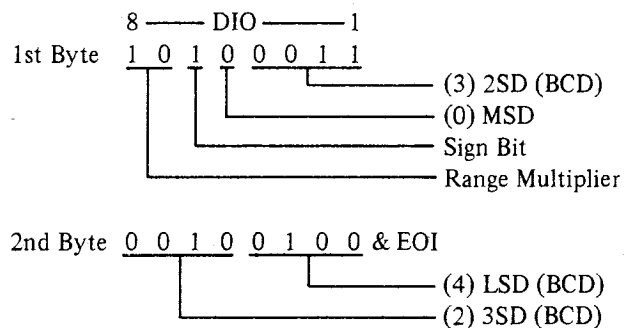 8 DIO 1
1st Byte 1 0 1 0 0 0 1 1
(3) 2SD (BCD)
(0) MSD
Sign Bit
Range Multiplier
2nd Byte 0 0 1 0 0 1 0 0 & EOI
(4) LSD (BCD)
(2) 3SD (BCD)